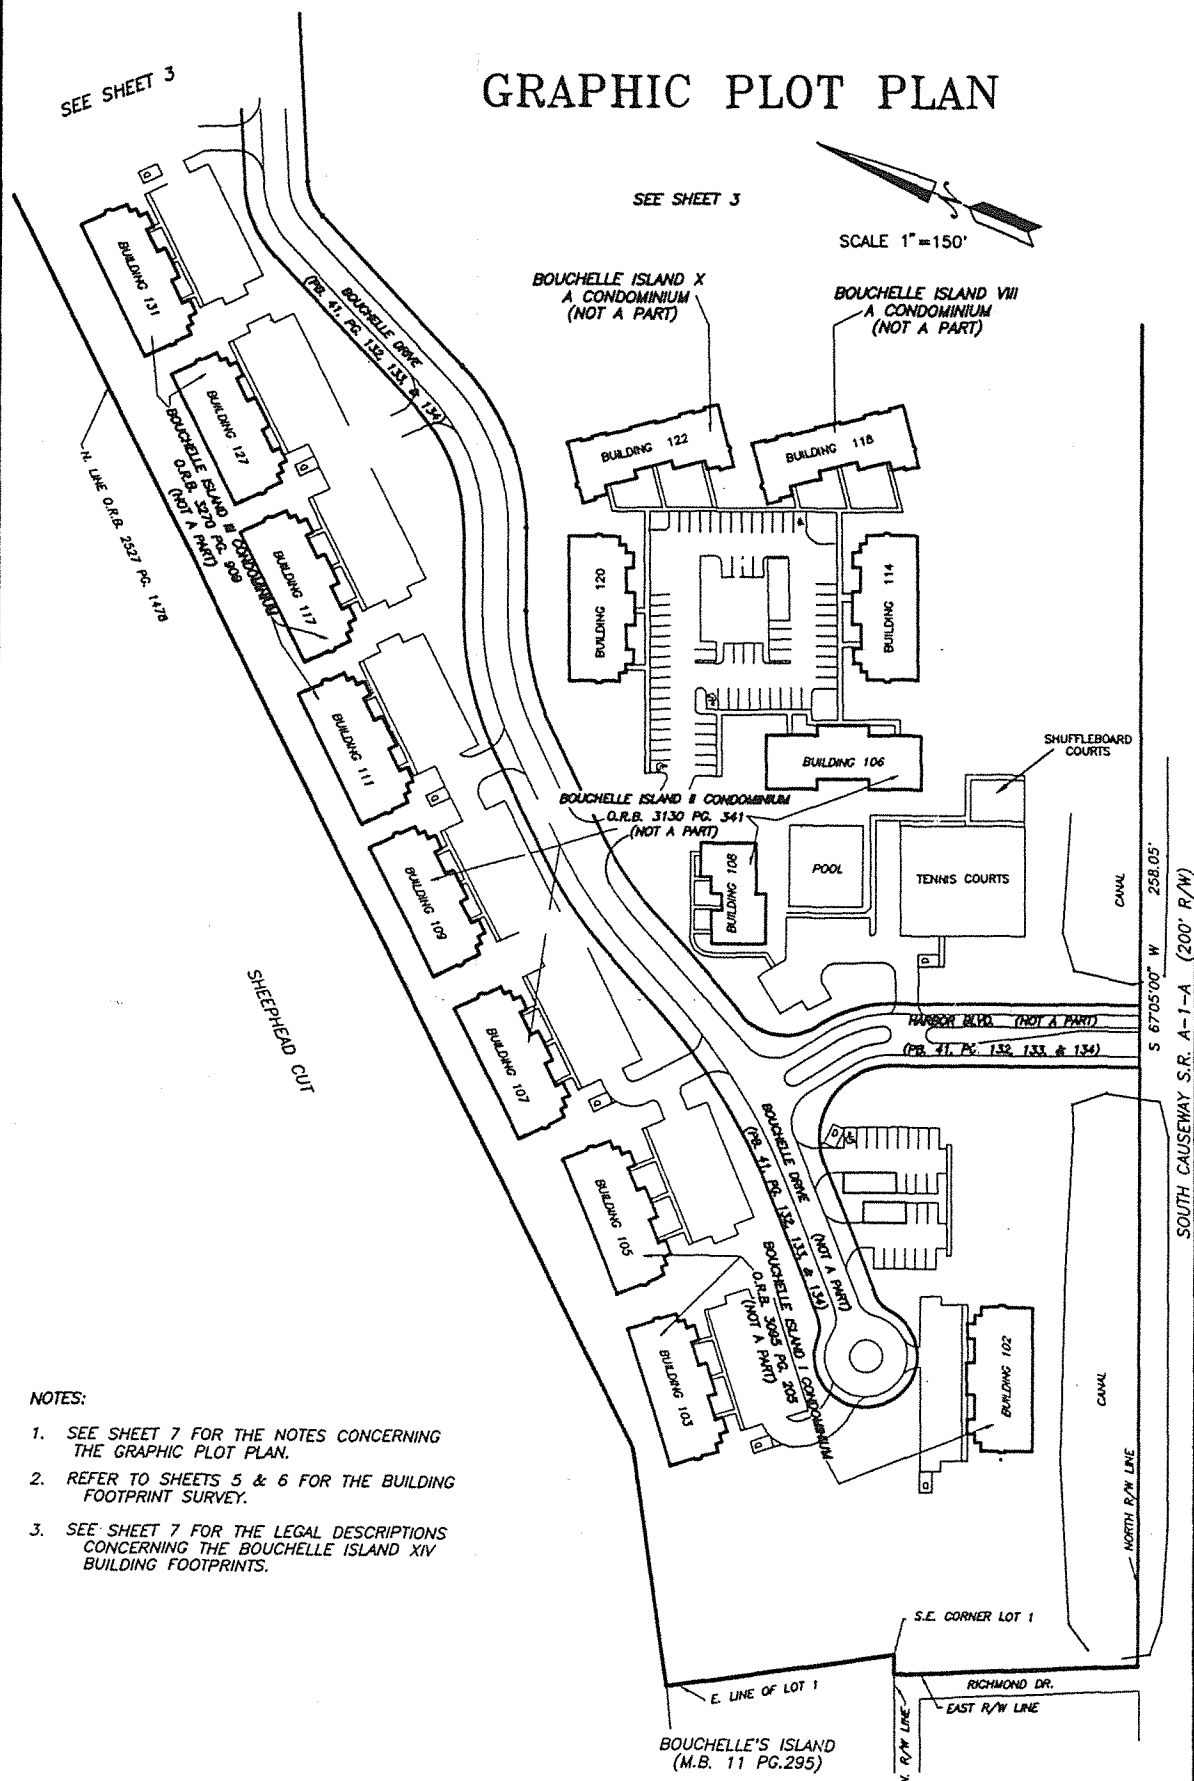 GRAPHIC PLOT PLAN
SEE SHEET 3
SEE SHEET 3
SCALE 1"=150'
BOUCHELLE ISLAND X
A CONDOMINIUM
(NOT A PART)
BOUCHELLE ISLAND VIII
A CONDOMINIUM
(NOT A PART)
BUILDING 131
BOUCHELLE DRIVE
(PB. 41, PG. 132, 133, & 134)
BUILDING 127
BOUCHELLE ISLAND III CONDOMINIUM
O.R.B. 3270 PG. 909
(NOT A PART)
N. LINE O.R.B. 2527 PG. 1478
BUILDING 122
BUILDING 118
BUILDING 117
BUILDING 120
BUILDING 114
BUILDING 111
BUILDING 106
SHUFFLEBOARD
COURTS
BOUCHELLE ISLAND II CONDOMINIUM
O.R.B. 3130 PG. 341
(NOT A PART)
BUILDING 109
BUILDING 108
POOL
TENNIS COURTS
CANAL
S 67°05'00" W 258.05'
SOUTH CAUSEWAY S.R. A-1-A (200' R/W)
D
D
D
D
SHEEPHEAD CUT
BUILDING 107
HARBOR BLVD. (NOT A PART)
(PB. 41, PG. 132, 133, & 134)
D
D
BOUCHELLE DRIVE (NOT A PART)
(PB. 41, PG. 132, 133, & 134)
BUILDING 105
BOUCHELLE ISLAND I CONDOMINIUM
O.R.B. 3085 PG. 205
(NOT A PART)
BUILDING 103
BUILDING 102
D
D
CANAL
NORTH R/W LINE
NOTES:
1. SEE SHEET 7 FOR THE NOTES CONCERNING
THE GRAPHIC PLOT PLAN.
2. REFER TO SHEETS 5 & 6 FOR THE BUILDING
FOOTPRINT SURVEY.
3. SEE SHEET 7 FOR THE LEGAL DESCRIPTIONS
CONCERNING THE BOUCHELLE ISLAND XIV
BUILDING FOOTPRINTS.
S.E. CORNER LOT 1
E. LINE OF LOT 1
RICHMOND DR.
EAST R/W LINE
R/W LINE
BOUCHELLE'S ISLAND
(M.B. 11 PG.295)